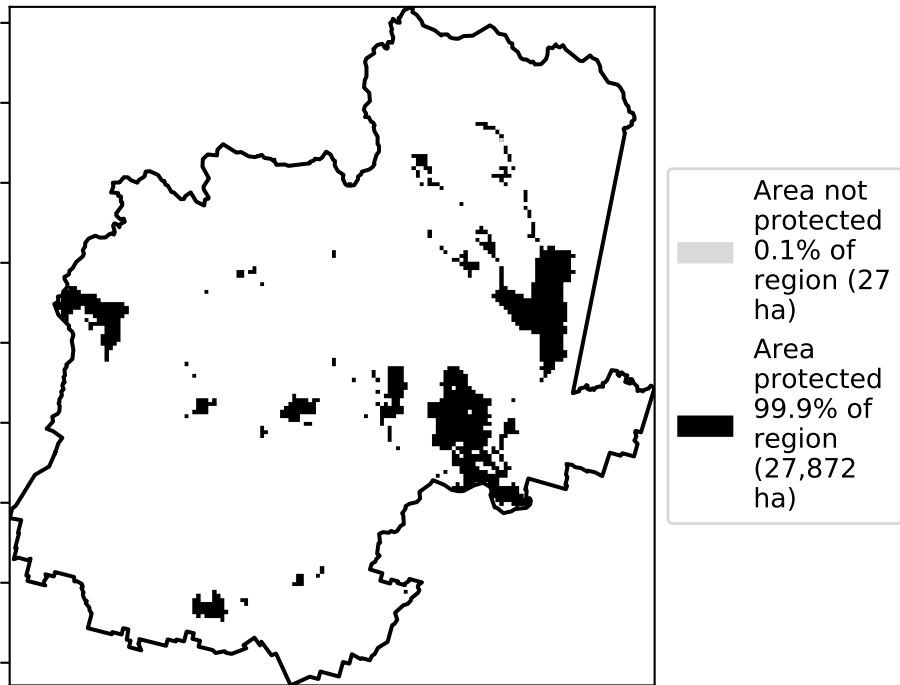 Area not
protected
0.1% of
region (27
ha)
Area
protected
99.9% of
region
(27,872
ha)